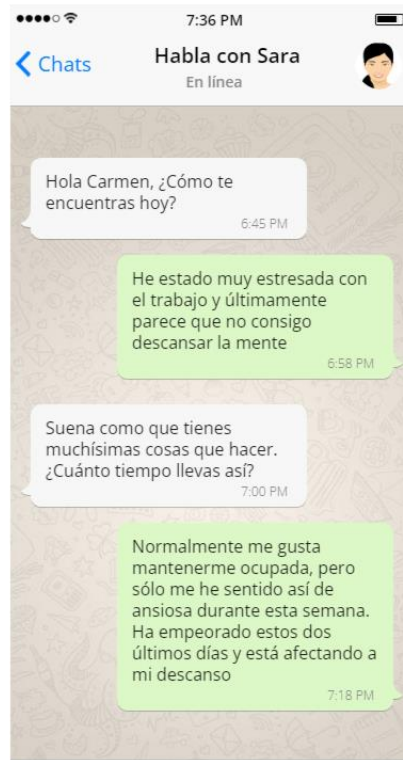 7:36 PM
Chats
Habla con Sara
En línea
Hola Carmen, ¿Cómo te
encuentras hoy?
6:45 PM
He estado muy estresada con
el trabajo y últimamente
parece que no consigo
descansar la mente
6:58 PM
Suena como que tienes
muchísimas cosas que hacer.
¿Cuánto tiempo llevas así?
7:00 PM
Normalmente me gusta
mantenerme ocupada, pero
sólo me he sentido así de
ansiosa durante esta semana.
Ha empeorado estos dos
últimos días y está afectando a
mi descanso
7:18 PM